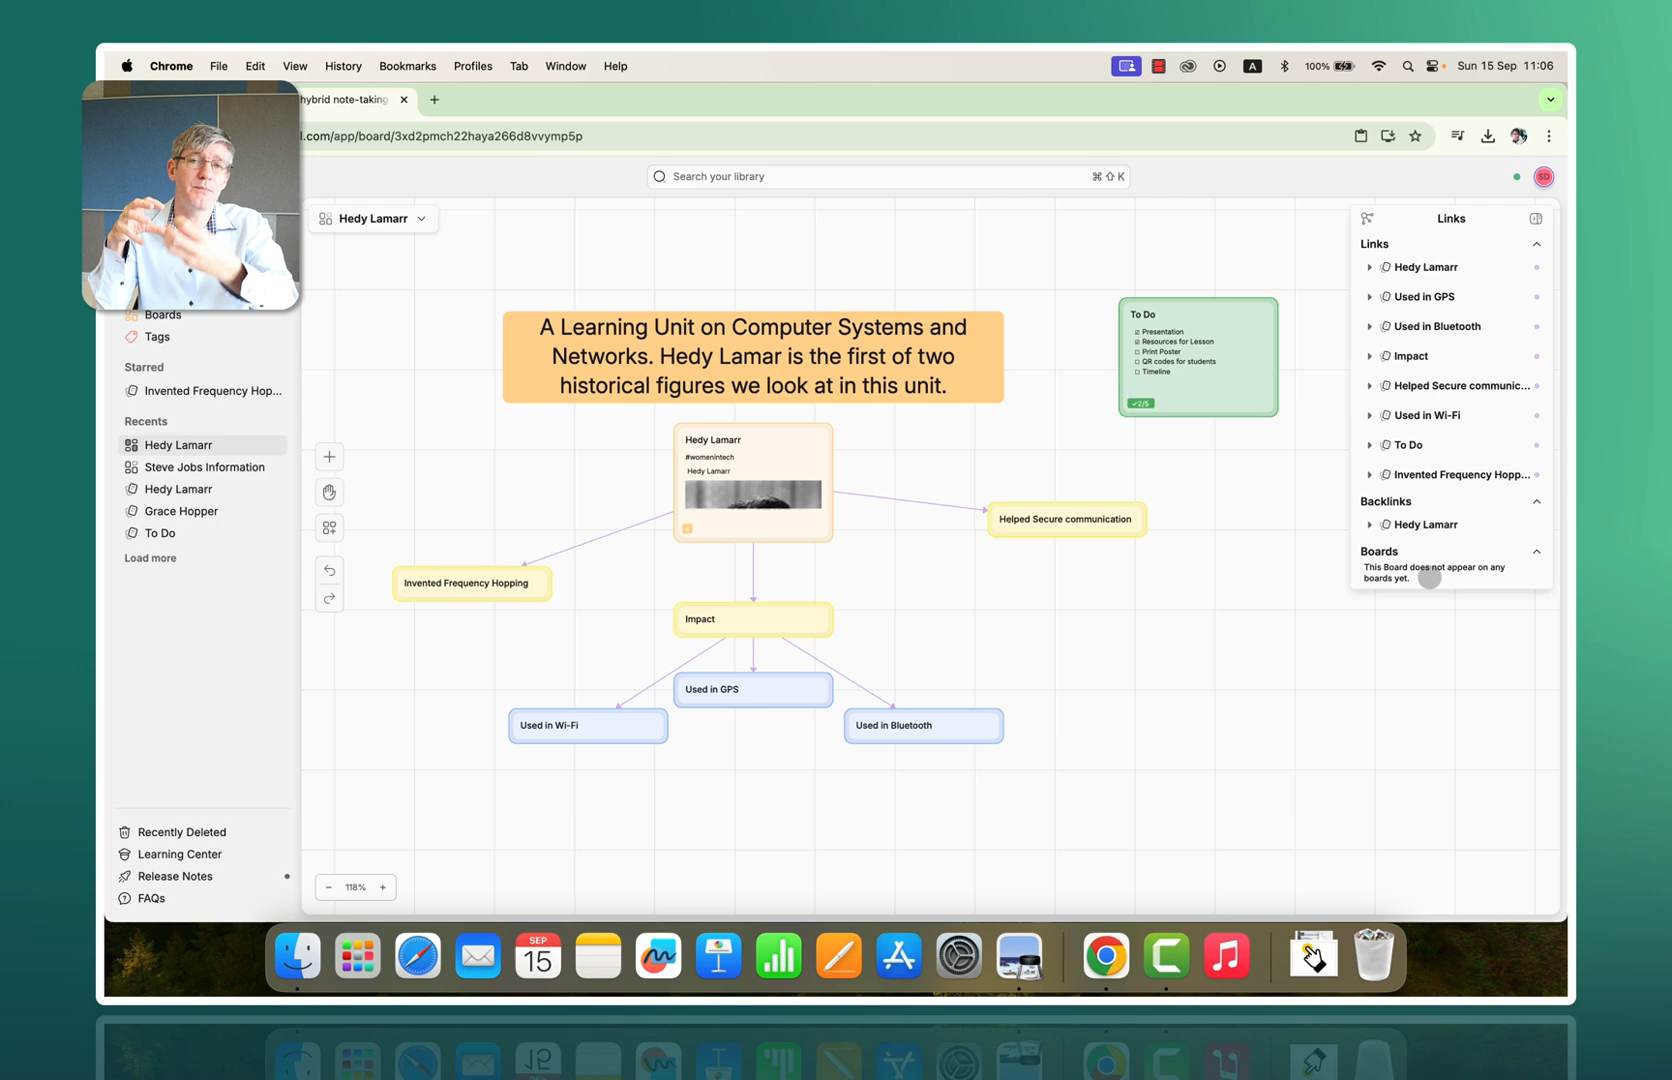 Chrome File Edit View History Bookmarks Profiles Tab Window Help
A 100% Sun 15 Sep 11:06
hybrid note-taking
l.com/app/board/3xd2pmch22haya266d8vvymp5p
Search your library ⌘ ⇧ K
SD
Boards
Tags
Starred
Invented Frequency Hop...
Recents
Hedy Lamarr
Steve Jobs Information
Hedy Lamarr
Grace Hopper
To Do
Load more
Recently Deleted
Learning Center
Release Notes
FAQs
Hedy Lamarr
A Learning Unit on Computer Systems and
Networks. Hedy Lamar is the first of two
historical figures we look at in this unit.
To Do
Presentation
Resources for Lesson
Print Poster
QR codes for students
Timeline
✓2/5
Hedy Lamarr
#womenintech
Hedy Lamarr
Helped Secure communication
Invented Frequency Hopping
Impact
Used in GPS
Used in Wi-Fi
Used in Bluetooth
− 118% +
Links
Links
Hedy Lamarr
Used in GPS
Used in Bluetooth
Impact
Helped Secure communic...
Used in Wi-Fi
To Do
Invented Frequency Hopp...
Backlinks
Hedy Lamarr
Boards
This Board does not appear on any
boards yet.
SEP
15